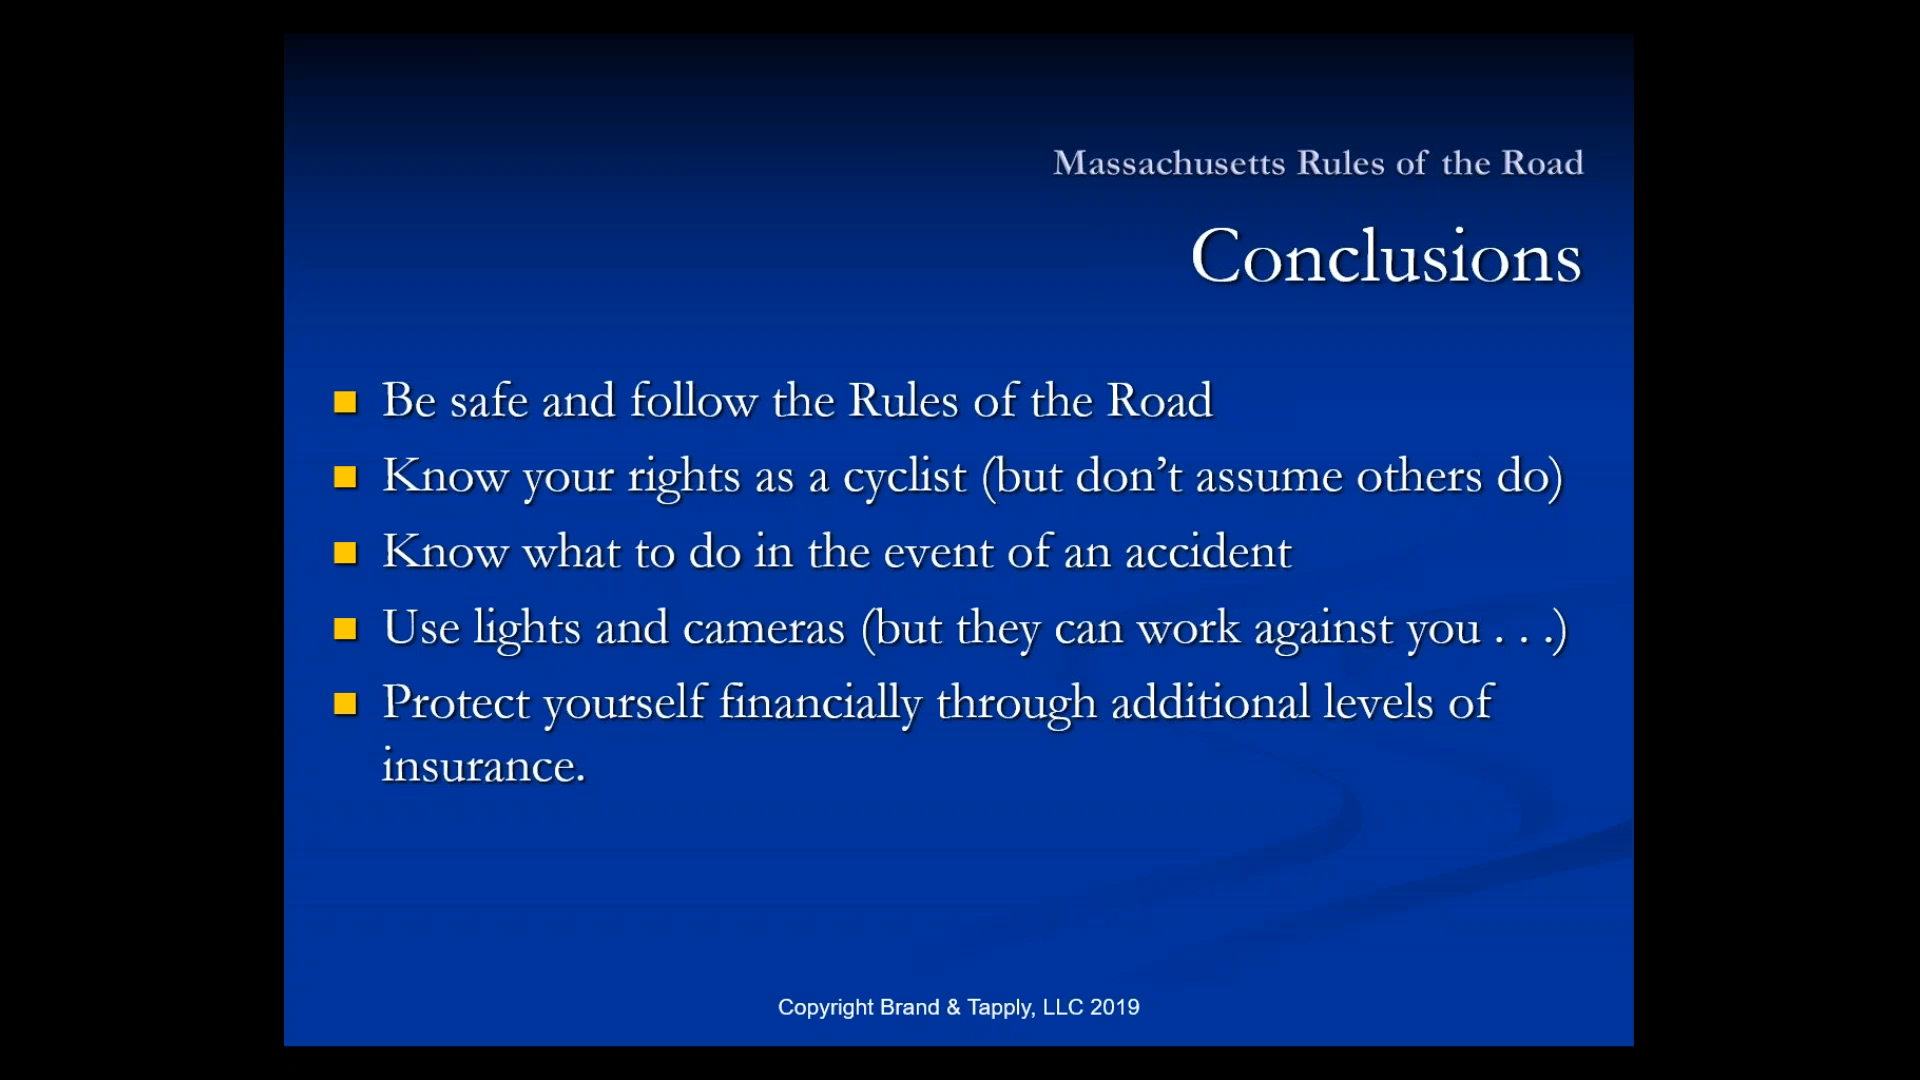 Massachusetts Rules of the Road
Conclusions
Be safe and follow the Rules of the Road
Know your rights as a cyclist (but don’t assume others do)
Know what to do in the event of an accident
Use lights and cameras (but they can work against you . . .)
Protect yourself financially through additional levels of
insurance.
Copyright Brand & Tapply, LLC 2019